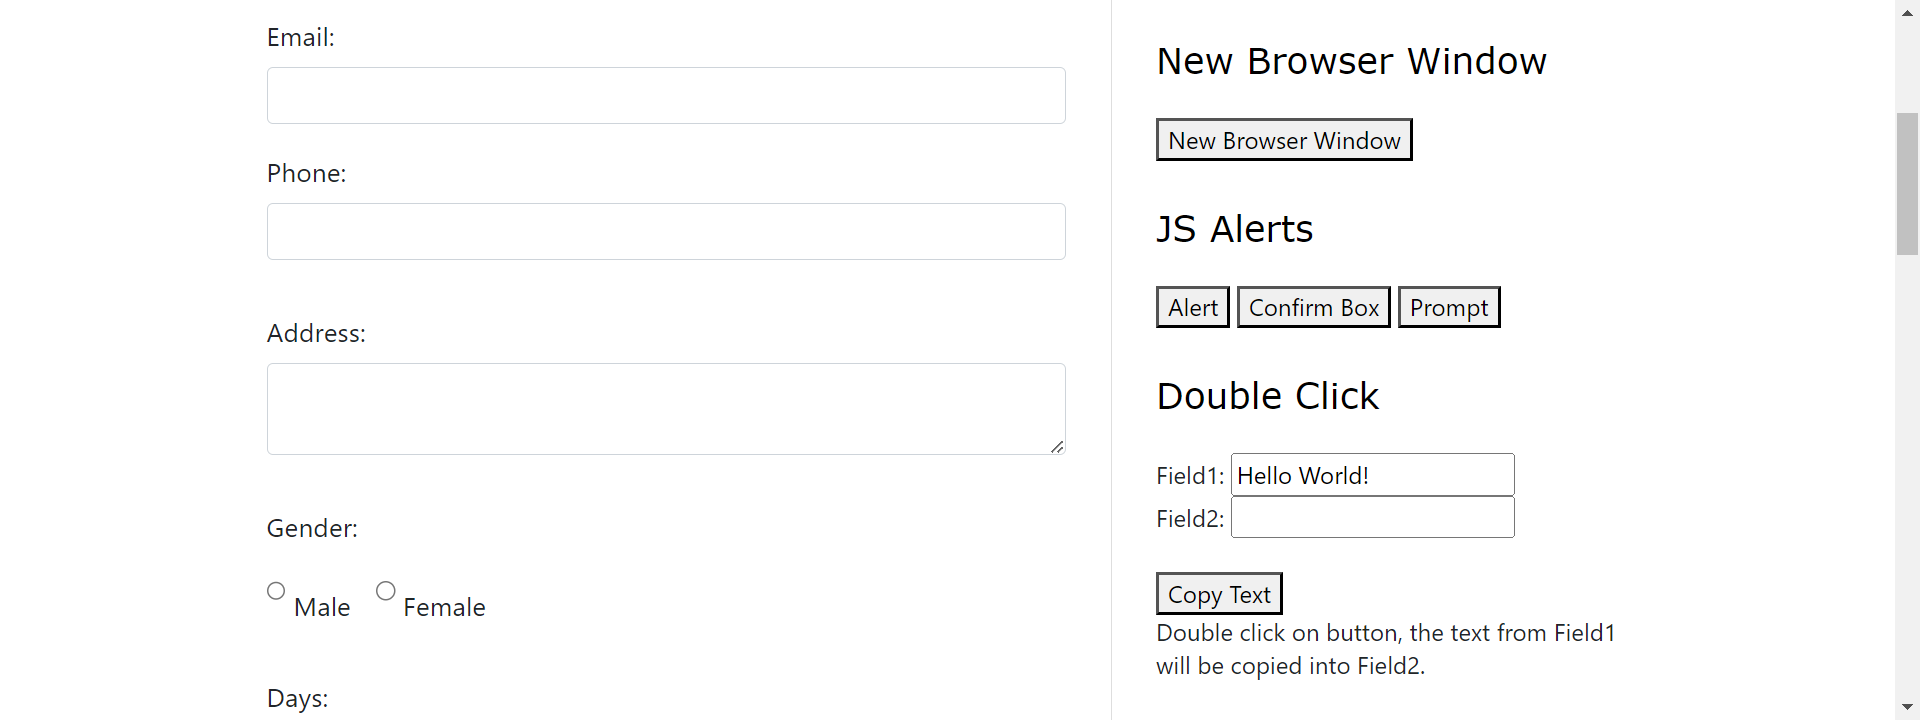 Email:
Phone:
Address:
Gender:
Male Female
Days:
New Browser Window
New Browser Window
JS Alerts
Alert Confirm Box Prompt
Double Click
Field1: Hello World!
Field2:
Copy Text
Double click on button, the text from Field1
will be copied into Field2.